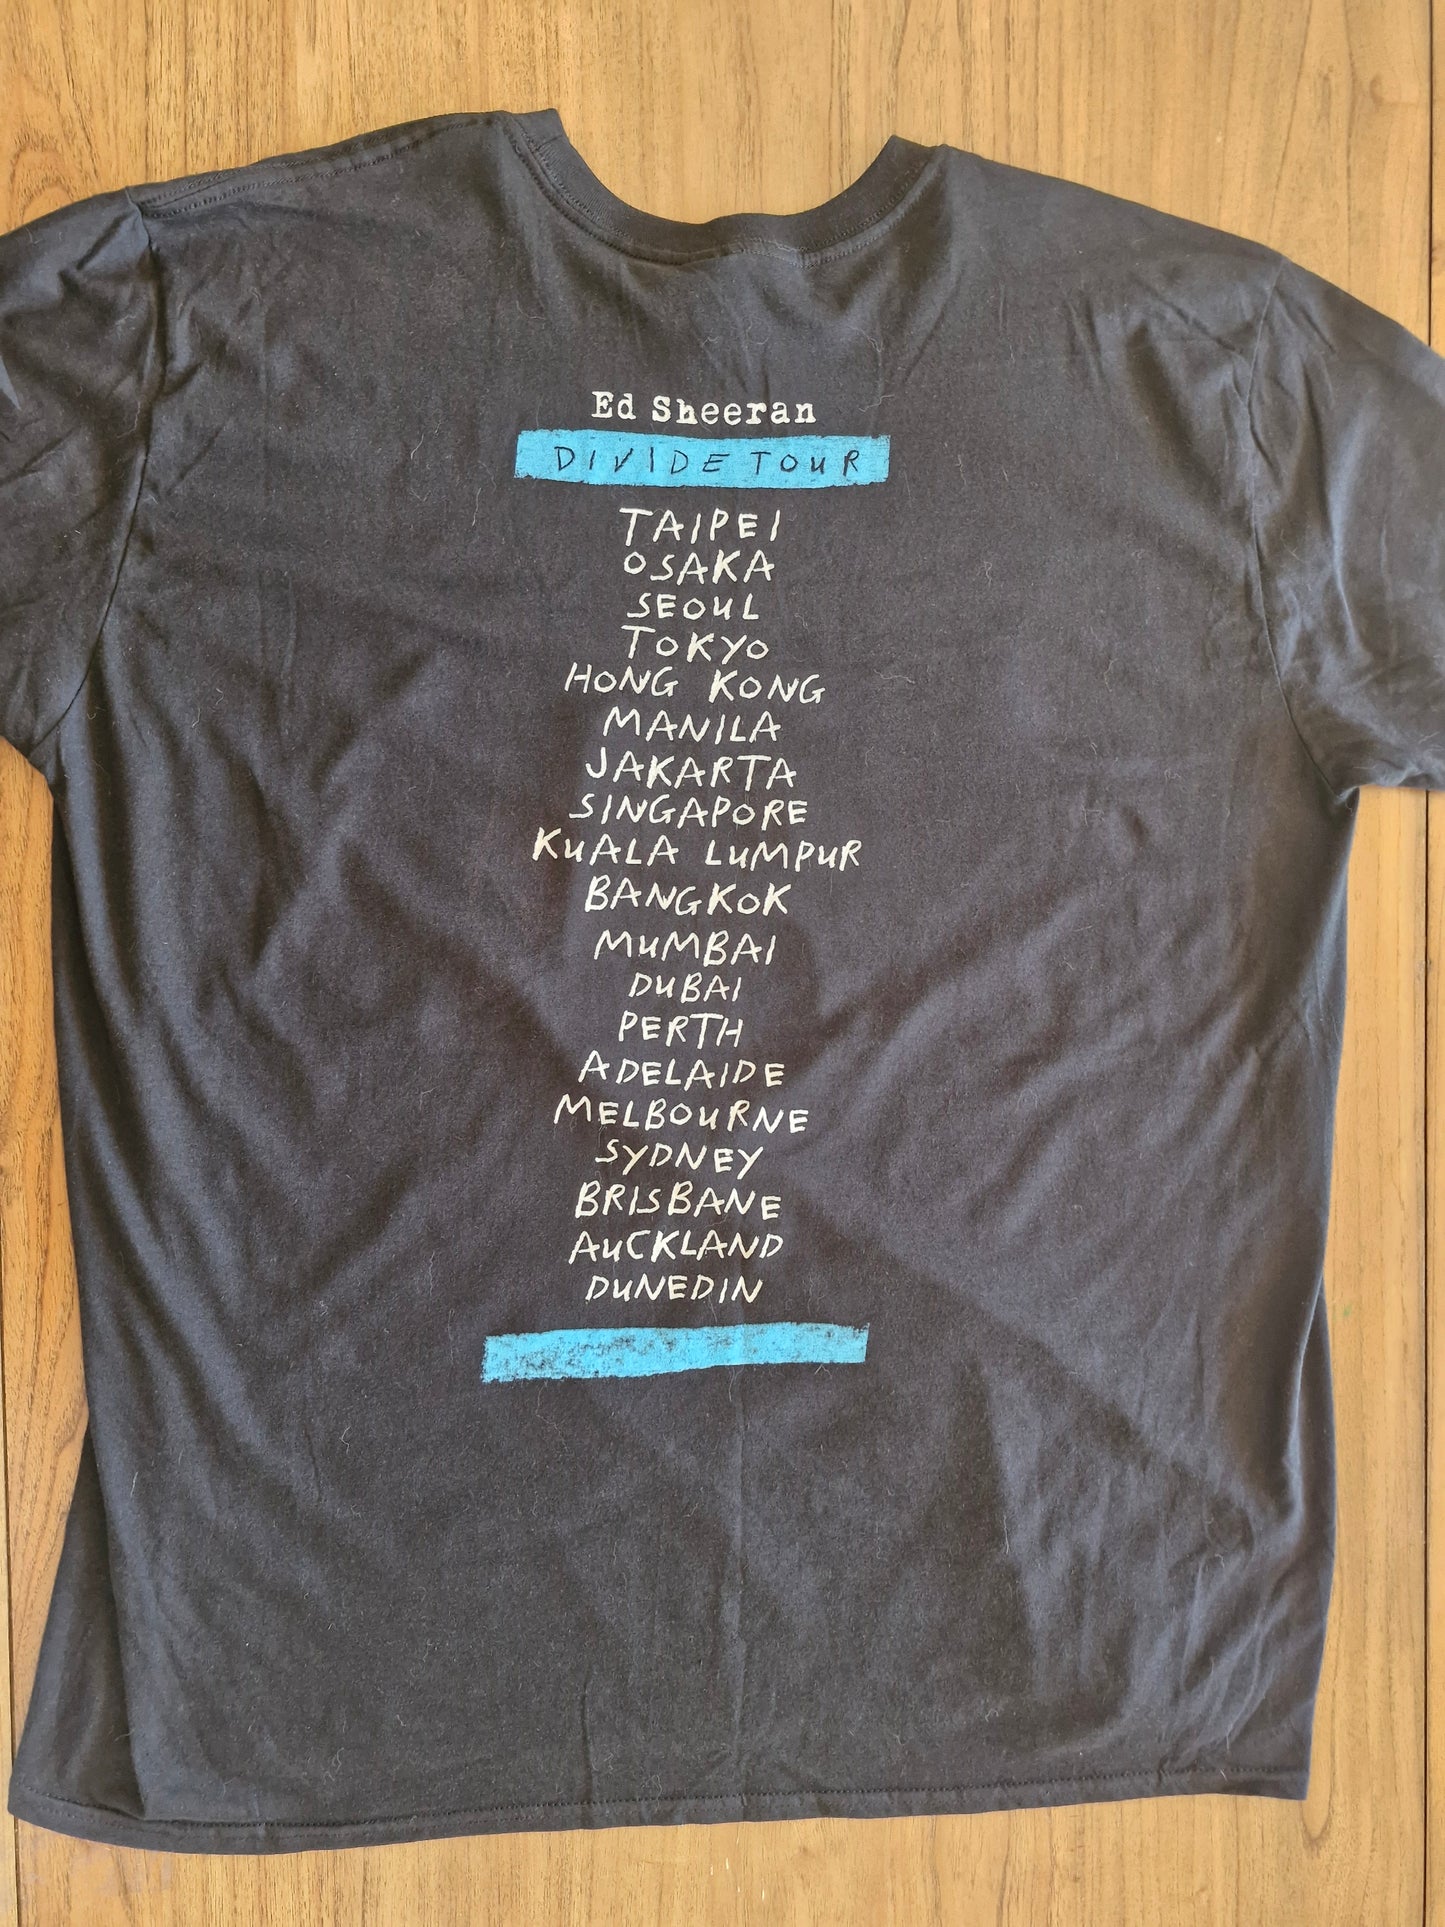 Ed Sheeran
DIVIDE TOUR
TAIPEI
OSAKA
SEOUL
TOKYO
HONG KONG
MANILA
JAKARTA
SINGAPORE
KUALA LUMPUR
BANGKOK
MUMBAI
DUBAI
PERTH
ADELAIDE
MELBOURNE
SYDNEY
BRISBANE
AUCKLAND
DUNEDIN